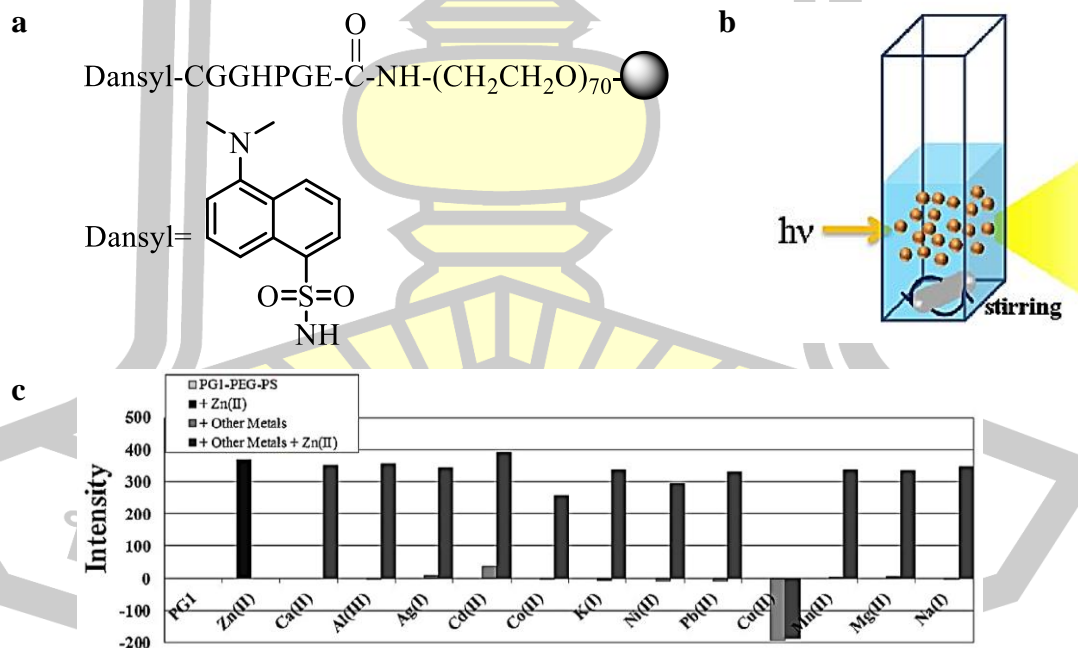 a
O
Dansyl-CGGHPGE-C-NH-(CH₂CH₂O)₇₀-
N
Dansyl=
O=S=O
NH
b
hν
stirring
c
PG1-PEG-PS
+ Zn(II)
+ Other Metals
+ Other Metals + Zn(II)
Intensity
500
400
300
200
100
0
-100
-200
PG1
Zn(II)
Ca(II)
Al(III)
Ag(I)
Cd(II)
Co(II)
K(I)
Ni(II)
Pb(II)
Cu(II)
Mn(II)
Mg(II)
Na(I)